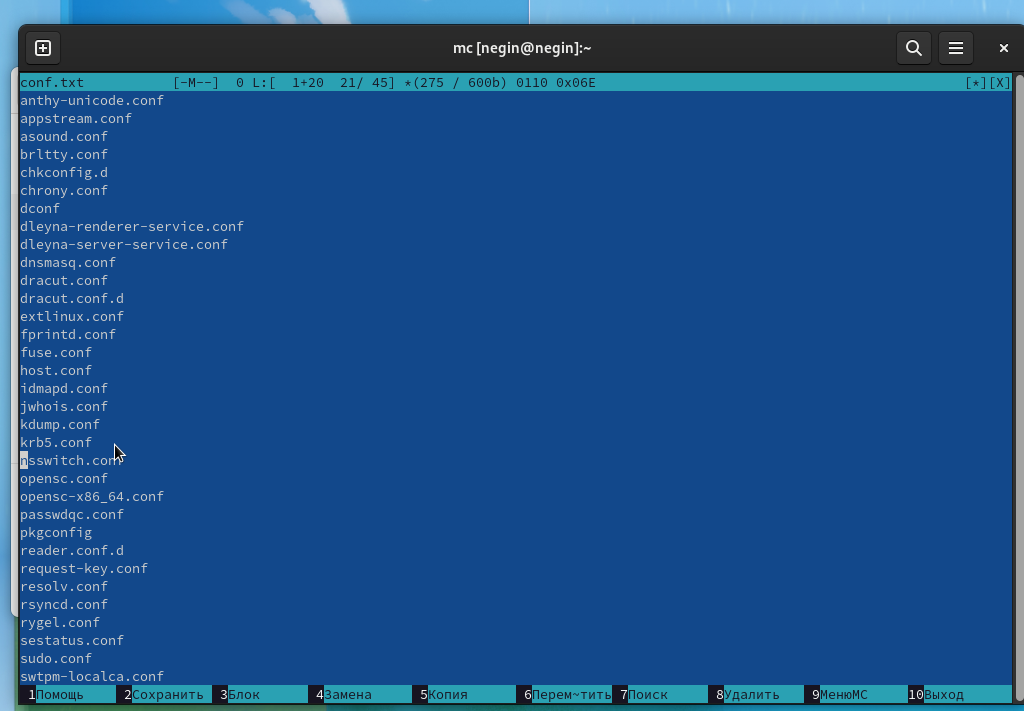 mc [negin@negin]:~
conf.txt [-M--] 0 L:[ 1+20 21/ 45] *(275 / 600b) 0110 0x06E [*][X]
anthy-unicode.conf
appstream.conf
asound.conf
brltty.conf
chkconfig.d
chrony.conf
dconf
dleyna-renderer-service.conf
dleyna-server-service.conf
dnsmasq.conf
dracut.conf
dracut.conf.d
extlinux.conf
fprintd.conf
fuse.conf
host.conf
idmapd.conf
jwhois.conf
kdump.conf
krb5.conf
nsswitch.conf
opensc.conf
opensc-x86_64.conf
passwdqc.conf
pkgconfig
reader.conf.d
request-key.conf
resolv.conf
rsyncd.conf
rygel.conf
sestatus.conf
sudo.conf
swtpm-localca.conf
1Помощь 2Сохранить 3Блок 4Замена 5Копия 6Перем~тить 7Поиск 8Удалить 9МенюMC 10Выход